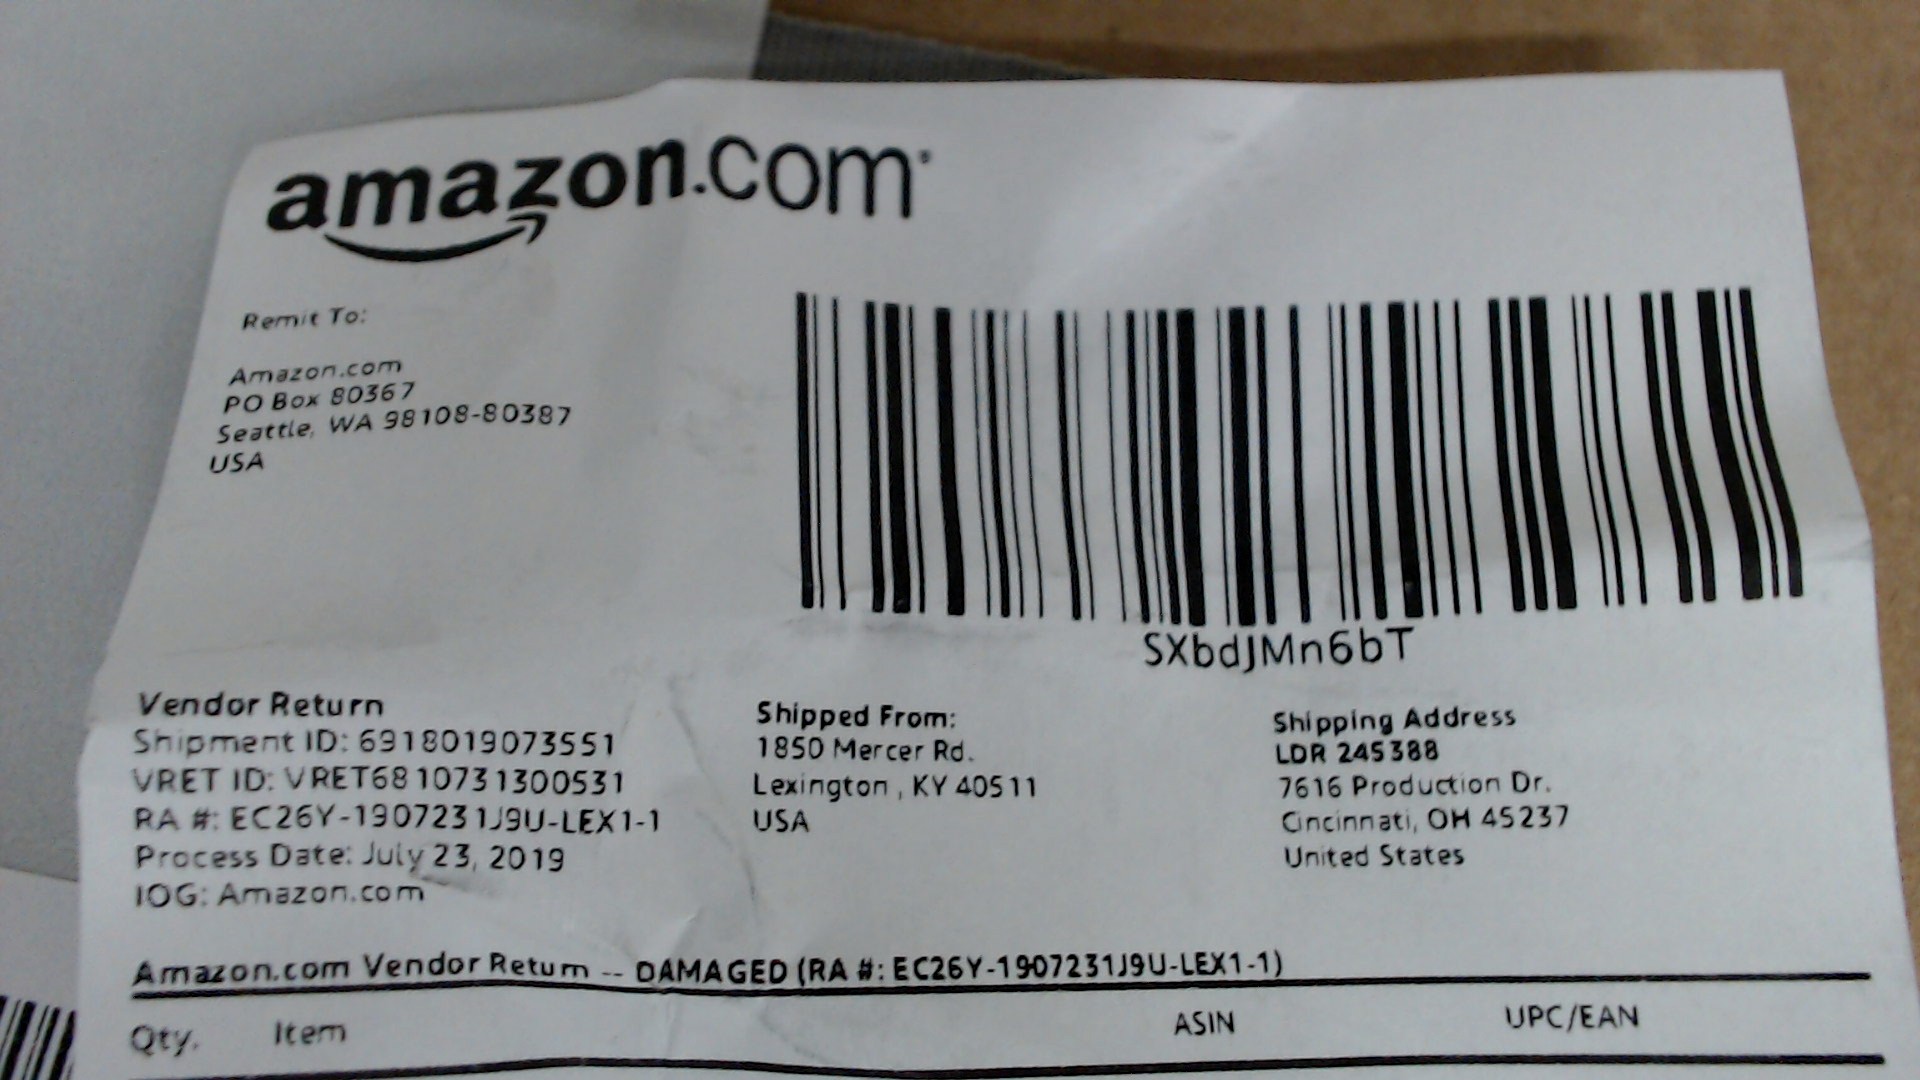 amazon.com
Remit To:
Amazon.com
PO Box 80367
Seattle, WA 98108-80387
USA
SXbdJMn6bT
Vendor Return
Shipment ID: 6918019073551
VRET ID: VRET6810731300531
RA #: EC26Y-1907231J9U-LEX1-1
Process Date: July 23, 2019
IOG: Amazon.com
Shipped From:
1850 Mercer Rd.
Lexington , KY 40511
USA
Shipping Address
LDR 245388
7616 Production Dr.
Cincinnati, OH 45237
United States
Amazon.com Vendor Return -- DAMAGED (RA #: EC26Y-1907231J9U-LEX1-1)
Qty. Item ASIN UPC/EAN